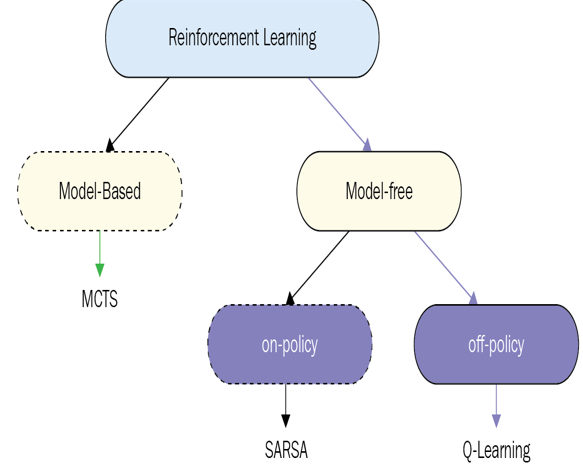 Reinforcement Learning
Model-Based
Model-free
MCTS
on-policy
off-policy
SARSA
Q-Learning